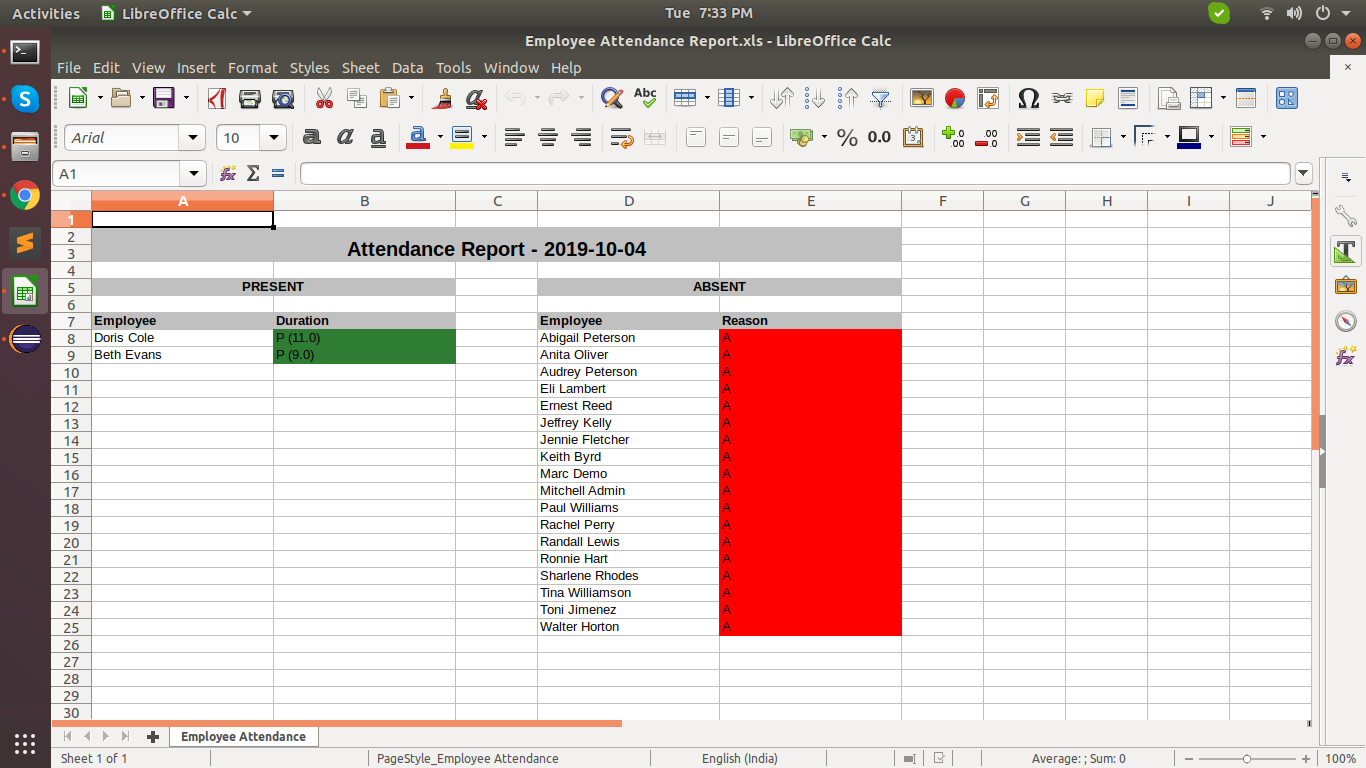 Activities LibreOffice Calc Tue 7:33 PM
Employee Attendance Report.xls - LibreOffice Calc
File Edit View Insert Format Styles Sheet Data Tools Window Help
Arial 10
A1
A B C D E F G H I J
1
2
Attendance Report - 2019-10-04
3
4
5 PRESENT ABSENT
6
7 Employee Duration Employee Reason
8 Doris Cole P (11.0) Abigail Peterson A
9 Beth Evans P (9.0) Anita Oliver A
10 Audrey Peterson A
11 Eli Lambert A
12 Ernest Reed A
13 Jeffrey Kelly A
14 Jennie Fletcher A
15 Keith Byrd A
16 Marc Demo A
17 Mitchell Admin A
18 Paul Williams A
19 Rachel Perry A
20 Randall Lewis A
21 Ronnie Hart A
22 Sharlene Rhodes A
23 Tina Williamson A
24 Toni Jimenez A
25 Walter Horton A
26
27
28
29
30
Employee Attendance
Sheet 1 of 1 PageStyle_Employee Attendance English (India) Average: ; Sum: 0 100%